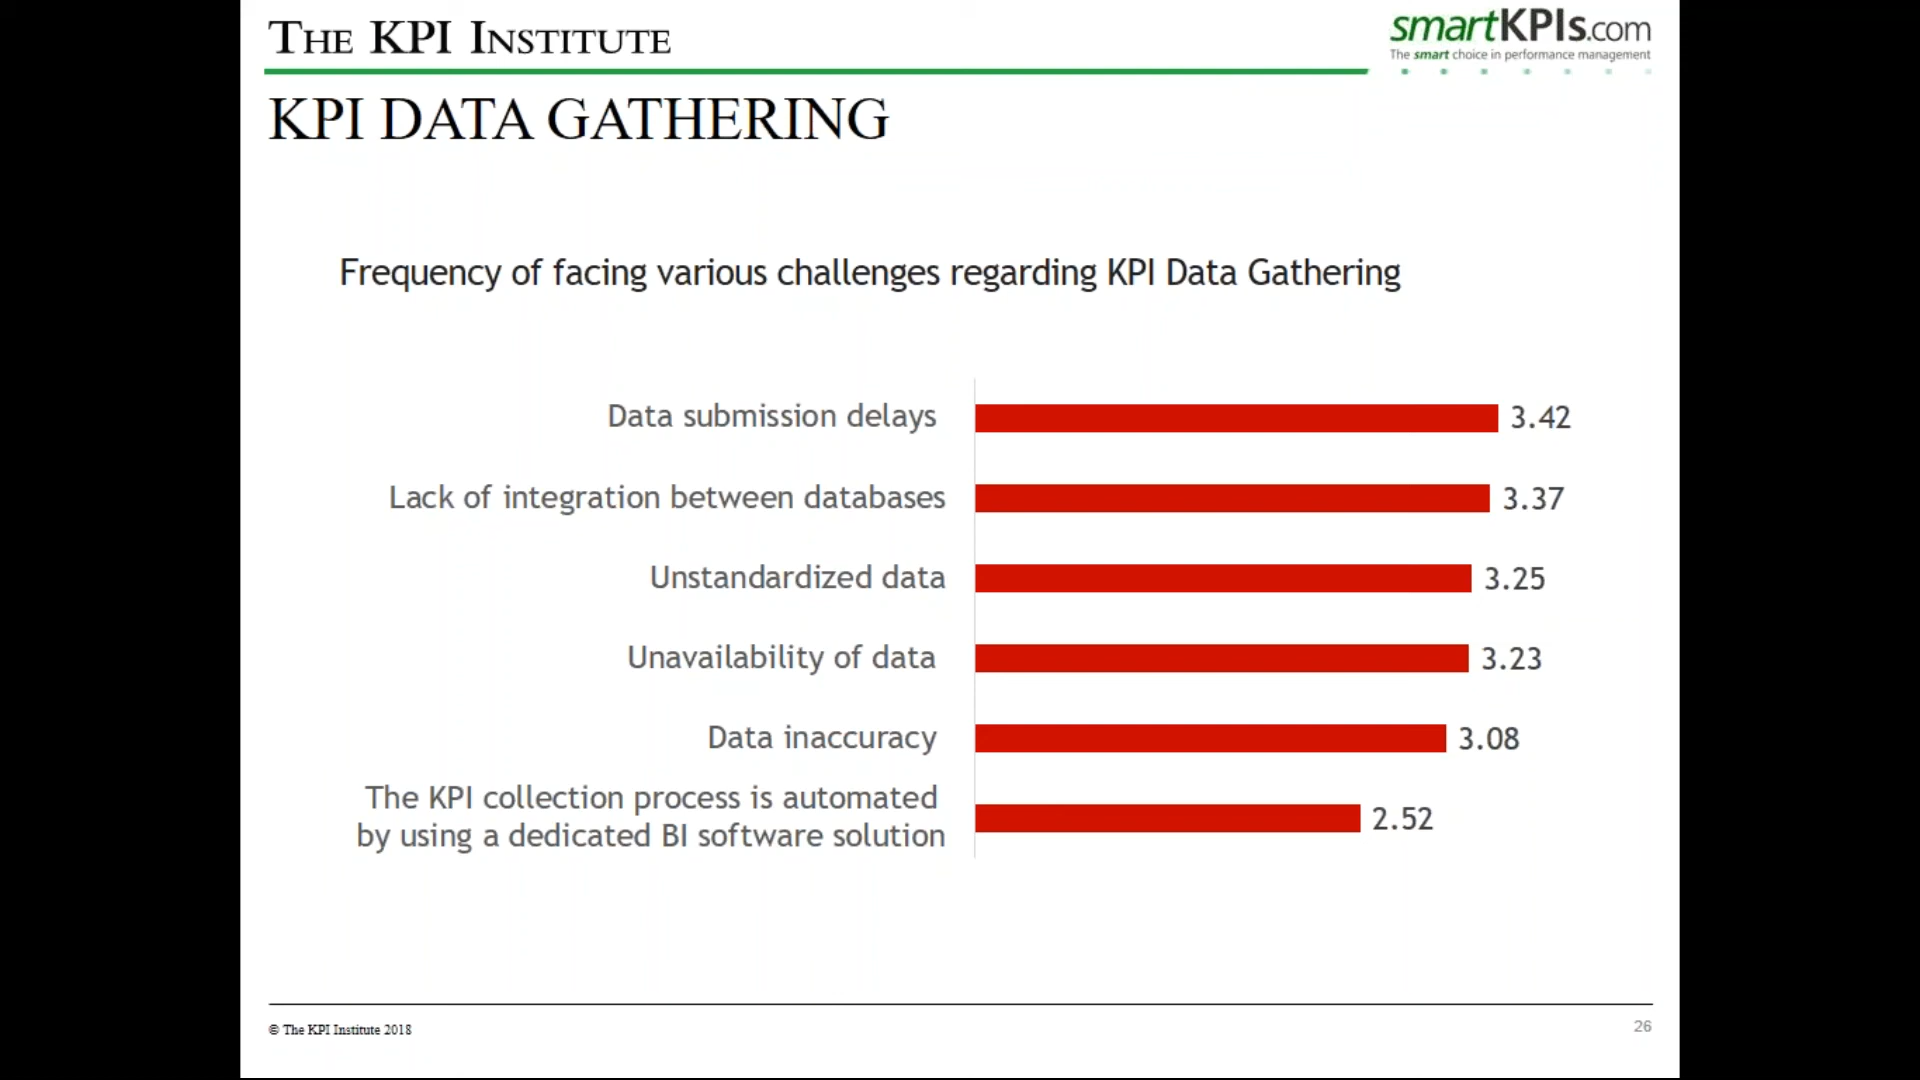 THE KPI INSTITUTE
smartKPIs.com
The smart choice in performance management
KPI DATA GATHERING
Frequency of facing various challenges regarding KPI Data Gathering
Data submission delays 3.42
Lack of integration between databases 3.37
Unstandardized data 3.25
Unavailability of data 3.23
Data inaccuracy 3.08
The KPI collection process is automated
by using a dedicated BI software solution 2.52
© The KPI Institute 2018
26